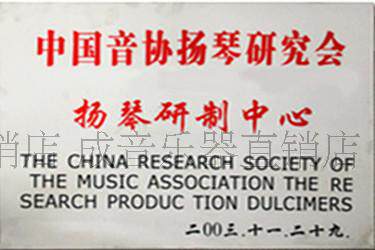 中国音协扬琴研究会
扬琴研制中心
销店 成音乐器直销店
THE CHINA RESEARCH SOCIETY OF
THE MUSIC ASSOCIATION THE RE
SEARCH PRODUC TION DULCIMERS
二00三.十一.二十九.